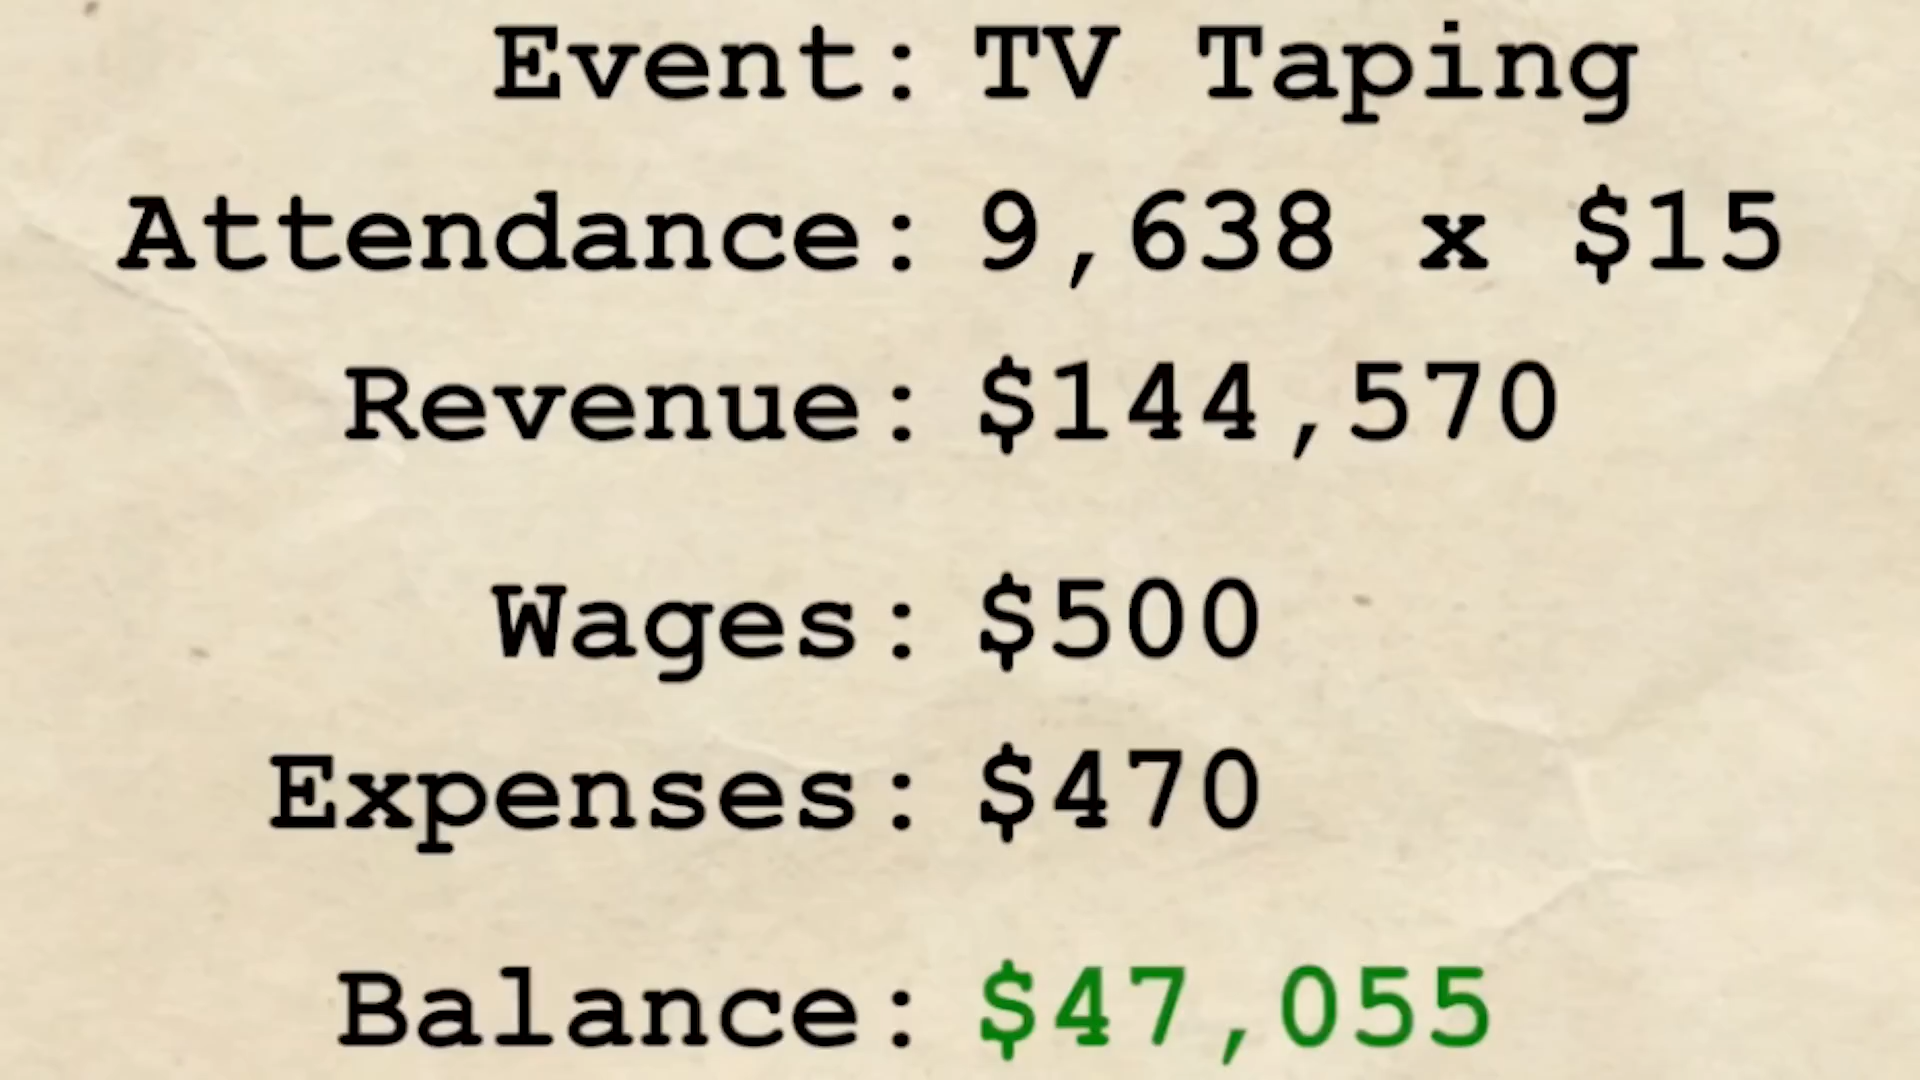 Event: TV Taping
Attendance: 9,638 x $15
Revenue: $144,570
Wages: $500
Expenses: $470
Balance: $47,055